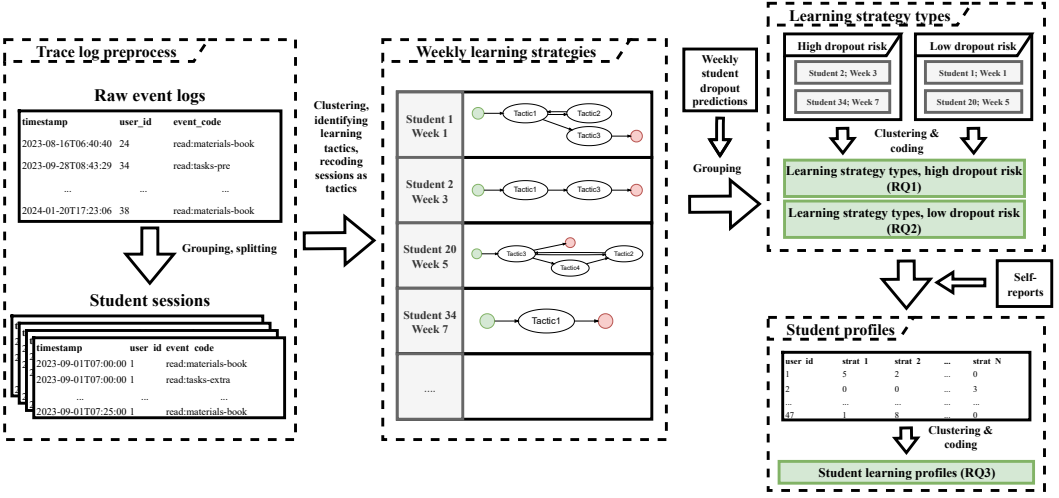 Trace log preprocess
Raw event logs
timestamp user_id event_code
2023-08-16T06:40:40 24 read:materials-book
2023-09-28T08:43:29 34 read:tasks-pre
... ... ...
2024-01-20T17:23:06 38 read:materials-book
Grouping, splitting
Student sessions
timestamp user_id event_code
2023-09-01T07:00:00 1 read:materials-book
2023-09-01T07:00:00 1 read:tasks-extra
... ... ...
2023-09-01T07:25:00 1 read:materials-book
Clustering,
identifying
learning
tactics,
recoding
sessions as
tactics
Weekly learning strategies
Student 1
Week 1
Tactic1 Tactic2
Tactic3
Student 2
Week 3
Tactic1 Tactic3
Student 20
Week 5
Tactic3 Tactic2
Tactic4
Student 34
Week 7
Tactic1
....
Weekly
student
dropout
predictions
Grouping
Learning strategy types
High dropout risk
Student 2; Week 3
Student 34; Week 7
Low dropout risk
Student 1; Week 1
Student 20; Week 5
Clustering &
coding
Learning strategy types, high dropout risk
(RQ1)
Learning strategy types, low dropout risk
(RQ2)
Self-
reports
Student profiles
user_id strat_1 strat_2 ... strat_N
1 5 2 ... 0
2 0 0 ... 3
... ... ... ... ...
47 1 8 ... 0
Clustering &
coding
Student learning profiles (RQ3)